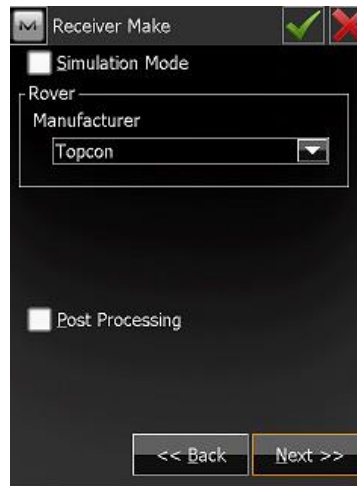 Receiver Make
Simulation Mode
Rover
Manufacturer
Topcon
Post Processing
<< Back Next >>